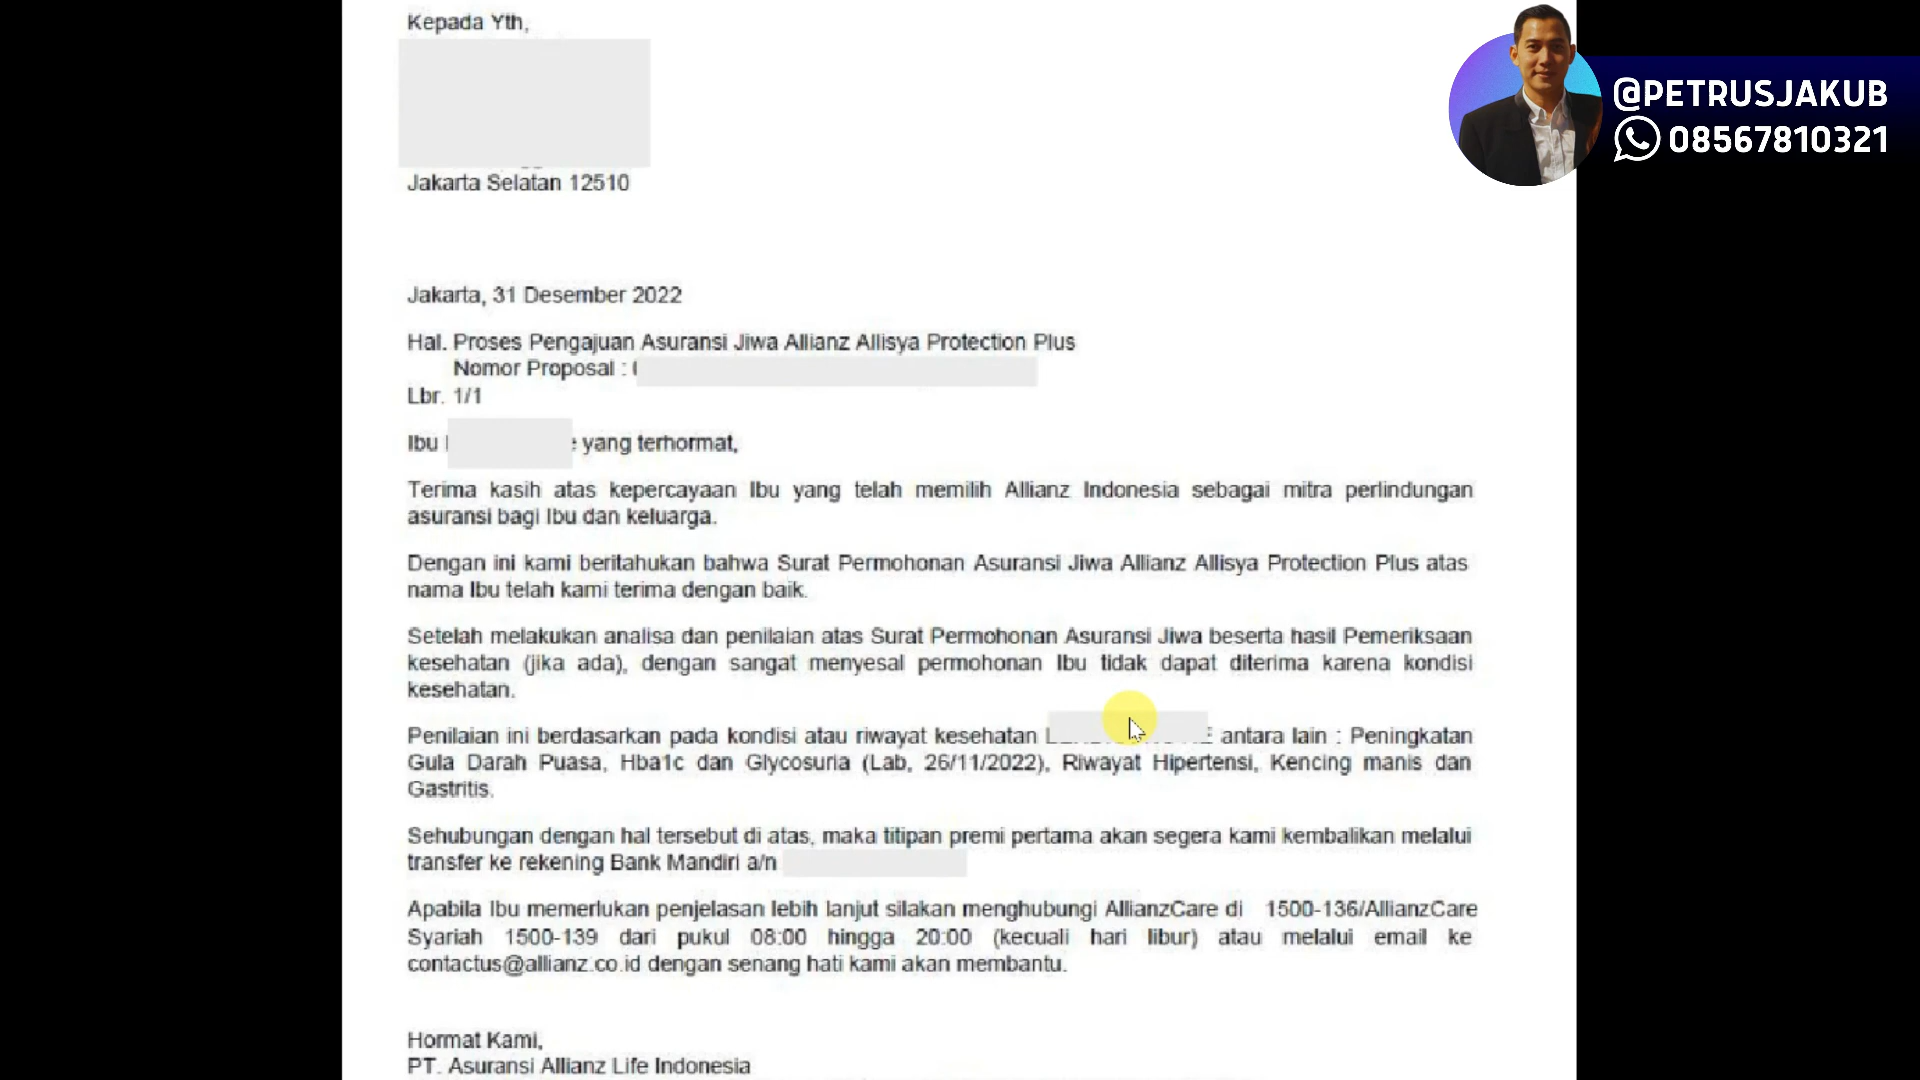 Kepada Yth,
@PETRUSJAKUB
08567810321
Jakarta Selatan 12510
Jakarta, 31 Desember 2022
Hal. Proses Pengajuan Asuransi Jiwa Allianz Allisya Protection Plus
Nomor Proposal :
Lbr. 1/1
Ibu yang terhormat,
Terima kasih atas kepercayaan Ibu yang telah memilih Allianz Indonesia sebagai mitra perlindungan
asuransi bagi Ibu dan keluarga.
Dengan ini kami beritahukan bahwa Surat Permohonan Asuransi Jiwa Allianz Allisya Protection Plus atas
nama Ibu telah kami terima dengan baik.
Setelah melakukan analisa dan penilaian atas Surat Permohonan Asuransi Jiwa beserta hasil Pemeriksaan
kesehatan (jika ada), dengan sangat menyesal permohonan Ibu tidak dapat diterima karena kondisi
kesehatan.
Penilaian ini berdasarkan pada kondisi atau riwayat kesehatan antara lain : Peningkatan
Gula Darah Puasa, Hba1c dan Glycosuria (Lab, 26/11/2022), Riwayat Hipertensi, Kencing manis dan
Gastritis.
Sehubungan dengan hal tersebut di atas, maka titipan premi pertama akan segera kami kembalikan melalui
transfer ke rekening Bank Mandiri a/n
Apabila Ibu memerlukan penjelasan lebih lanjut silakan menghubungi AllianzCare di 1500-136/AllianzCare
Syariah 1500-139 dari pukul 08:00 hingga 20:00 (kecuali hari libur) atau melalui email ke
contactus@allianz.co.id dengan senang hati kami akan membantu.
Hormat Kami,
PT. Asuransi Allianz Life Indonesia